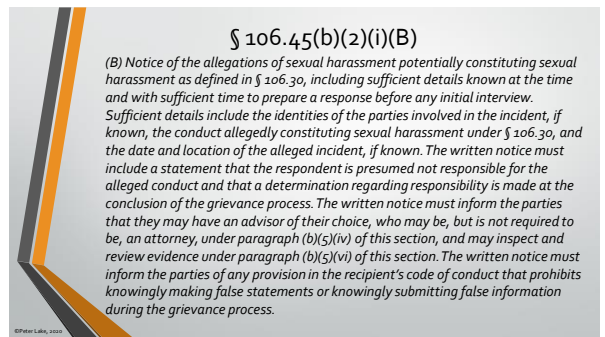 § 106.45(b)(2)(i)(B)
(B) Notice of the allegations of sexual harassment potentially constituting sexual
harassment as defined in § 106.30, including sufficient details known at the time
and with sufficient time to prepare a response before any initial interview.
Sufficient details include the identities of the parties involved in the incident, if
known, the conduct allegedly constituting sexual harassment under § 106.30, and
the date and location of the alleged incident, if known. The written notice must
include a statement that the respondent is presumed not responsible for the
alleged conduct and that a determination regarding responsibility is made at the
conclusion of the grievance process. The written notice must inform the parties
that they may have an advisor of their choice, who may be, but is not required to
be, an attorney, under paragraph (b)(5)(iv) of this section, and may inspect and
review evidence under paragraph (b)(5)(vi) of this section. The written notice must
inform the parties of any provision in the recipient's code of conduct that prohibits
knowingly making false statements or knowingly submitting false information
during the grievance process.
©Peter Lake, 2020